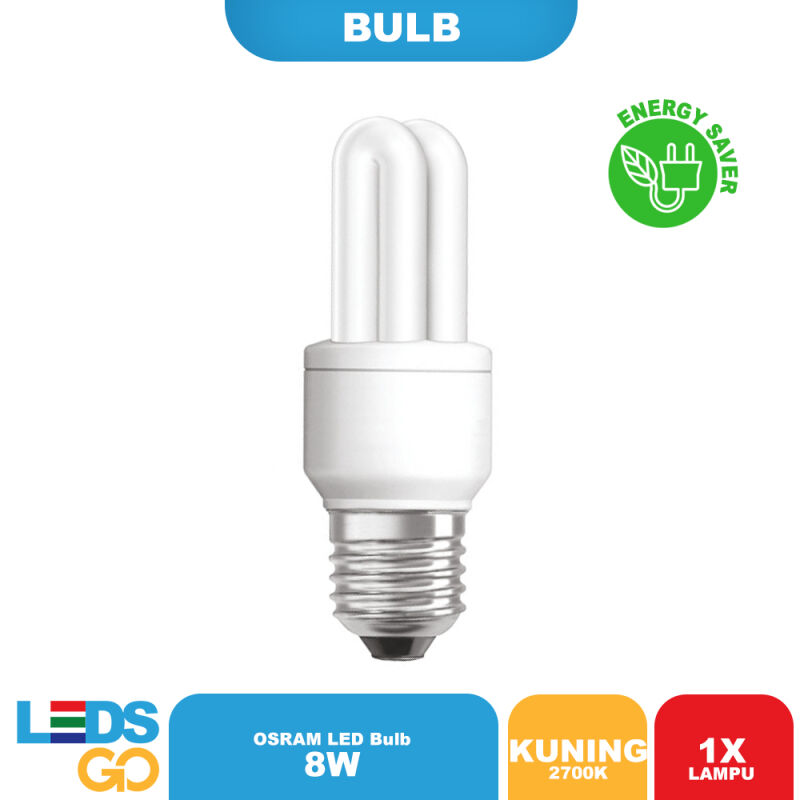 BULB
ENERGY SAVER
LEDS
GO
OSRAM LED Bulb
8W
KUNING
2700K
1X
LAMPU